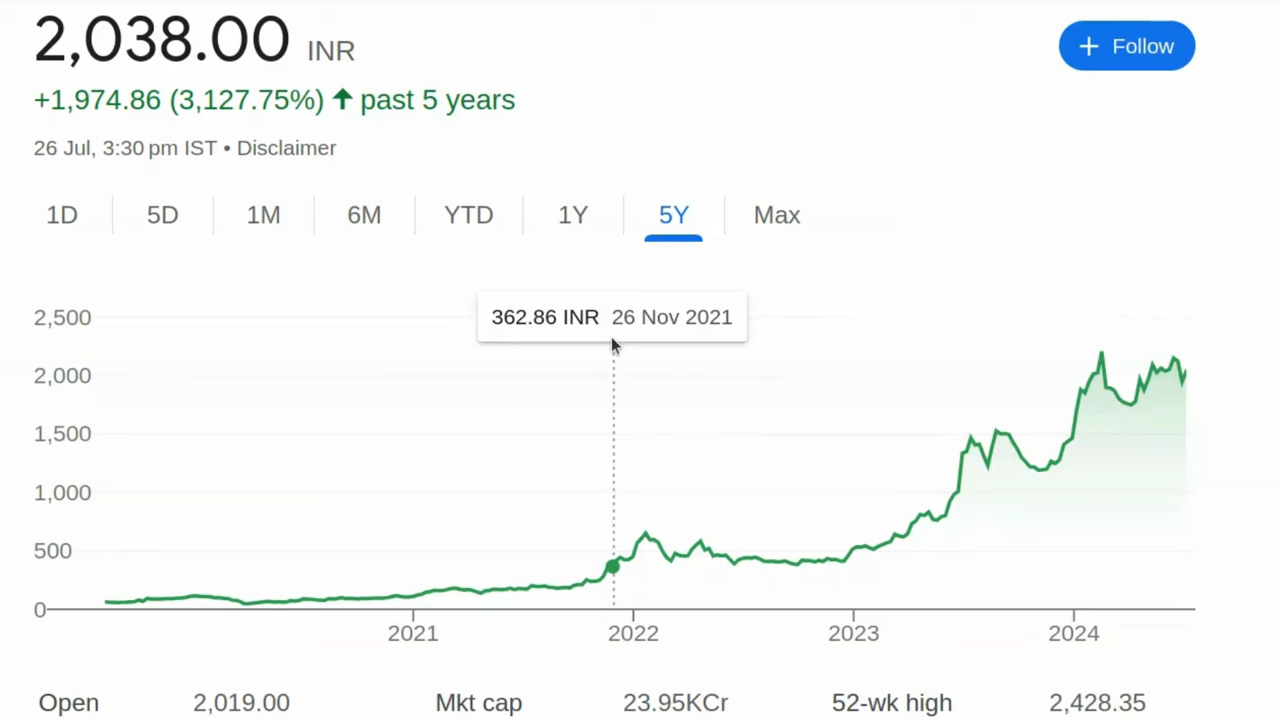 2,038.00 INR
+ Follow
+1,974.86 (3,127.75%) ↑ past 5 years
26 Jul, 3:30 pm IST • Disclaimer
1D 5D 1M 6M YTD 1Y 5Y Max
362.86 INR 26 Nov 2021
2,500
2,000
1,500
1,000
500
0
2021 2022 2023 2024
Open 2,019.00 Mkt cap 23.95KCr 52-wk high 2,428.35